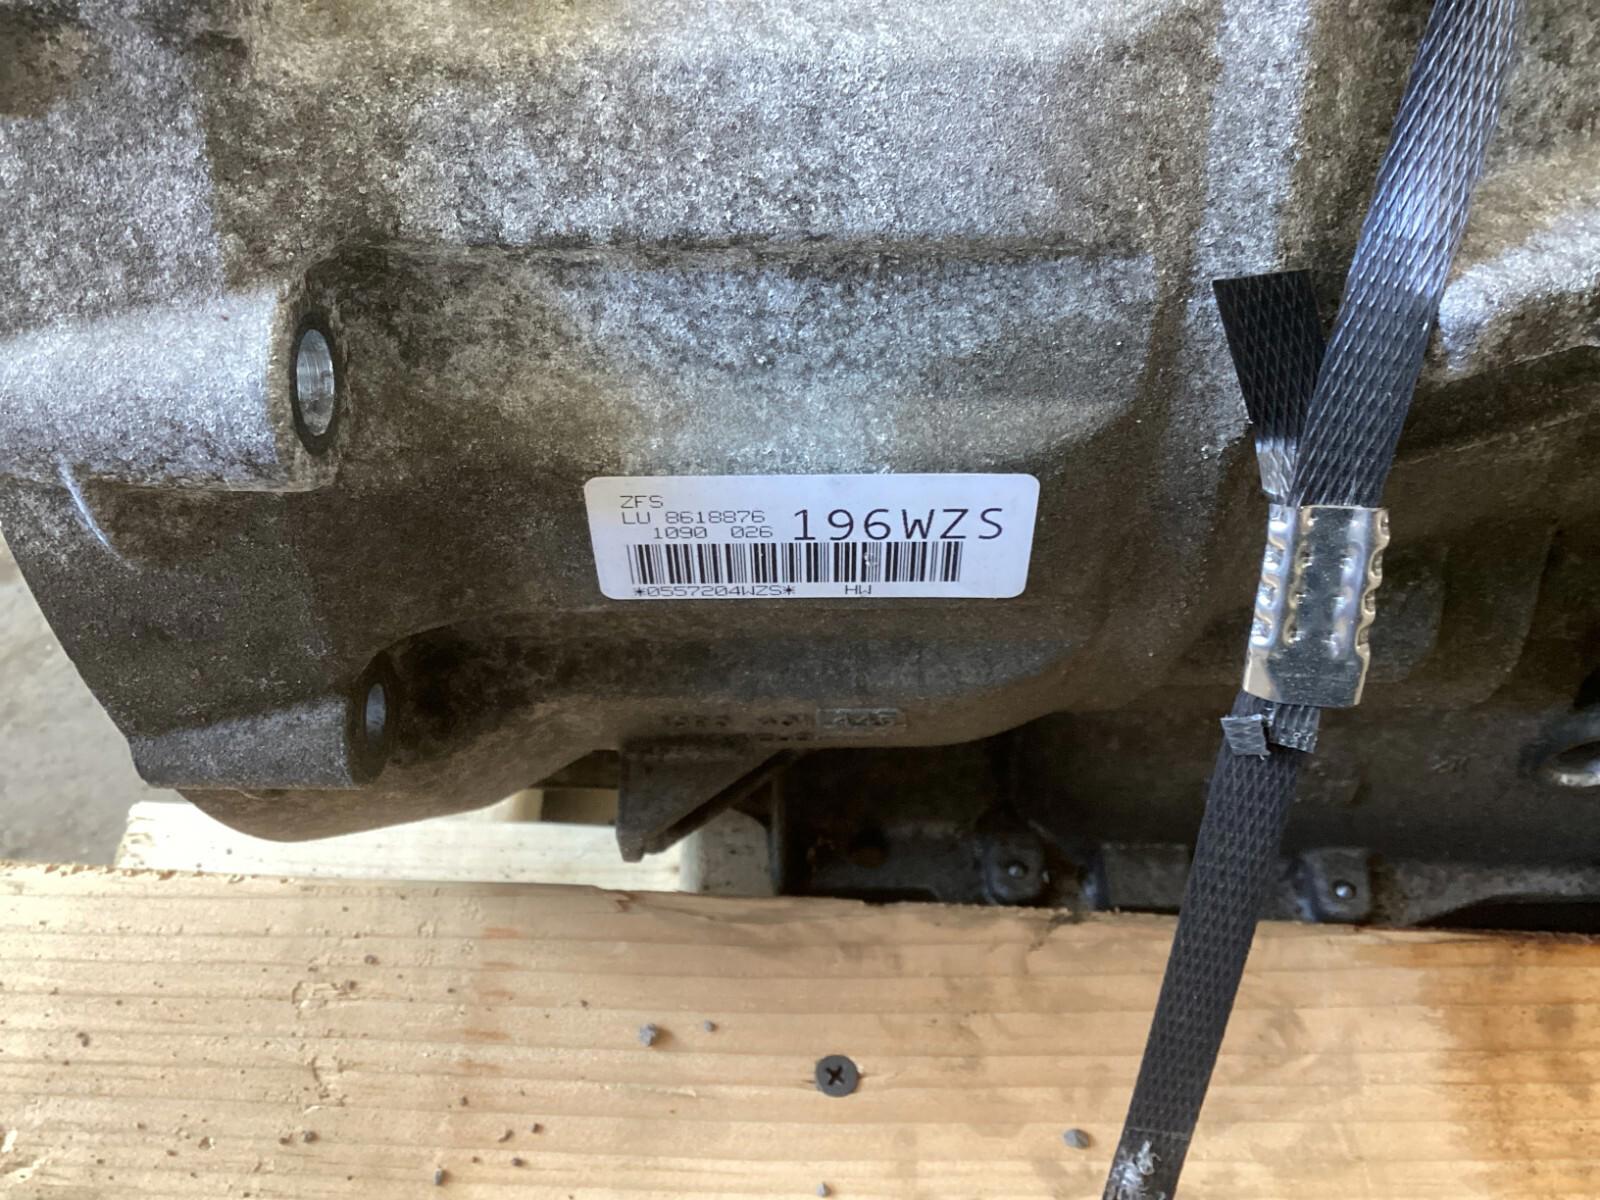 ZFS
LU 8618876
1090 026 196WZS
*0557204WZS* HW